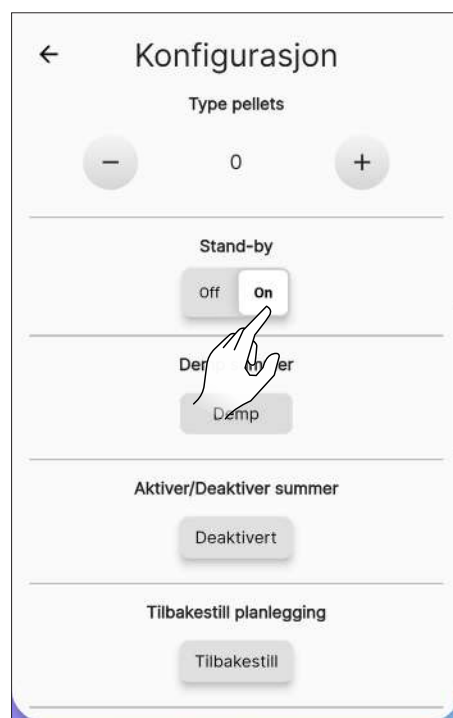 Konfigurasjon
Type pellets
0
Stand-by
Off On
Demp
Aktiver/Deaktiver summer
Deaktivert
Tilbakestill planlegging
Tilbakestill